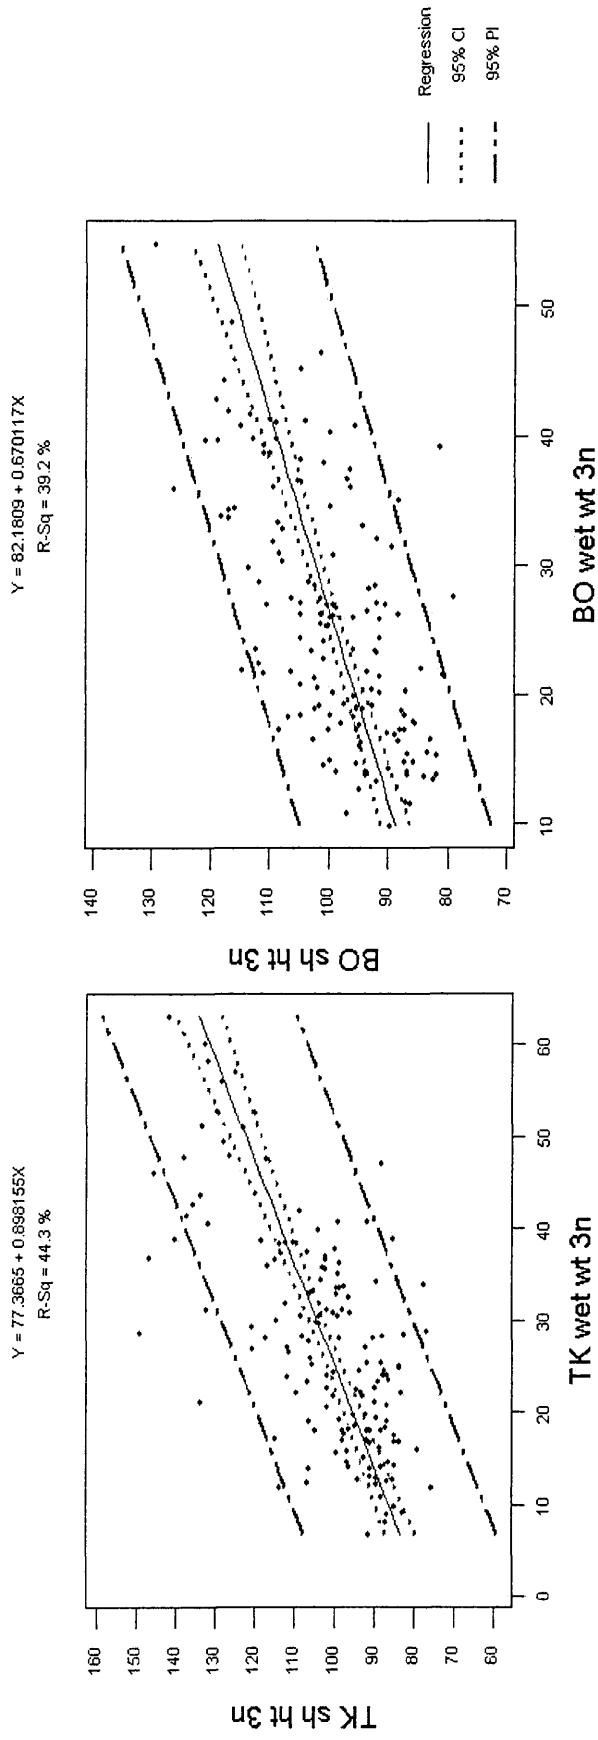 Y = 77.3665 + 0.898155X
R-Sq = 44.3 %
TK sh ht 3n
160
150
140
130
120
110
100
90
80
70
60
0
10
20
30
40
50
60
TK wet wt 3n
Y = 82.1809 + 0.670117X
R-Sq = 39.2 %
BO sh ht 3n
140
130
120
110
100
90
80
70
10
20
30
40
50
BO wet wt 3n
Regression
95% CI
95% PI